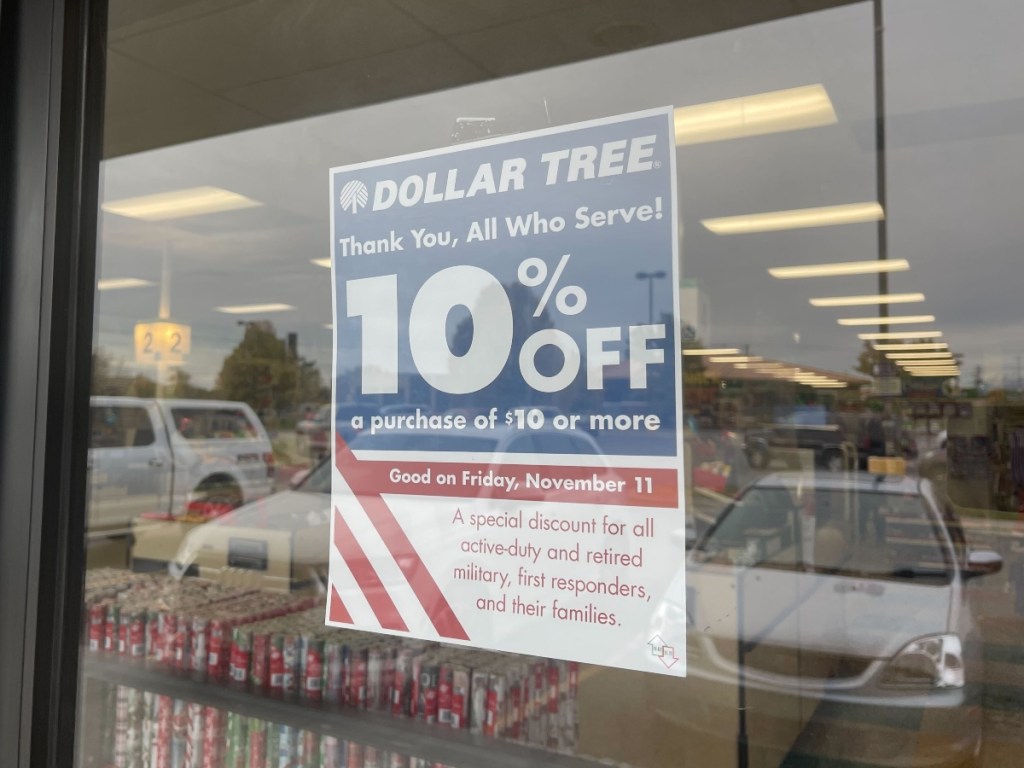 DOLLAR TREE®
Thank You, All Who Serve!
10% OFF
a purchase of $10 or more
Good on Friday, November 11
A special discount for all
active-duty and retired
military, first responders,
and their families.